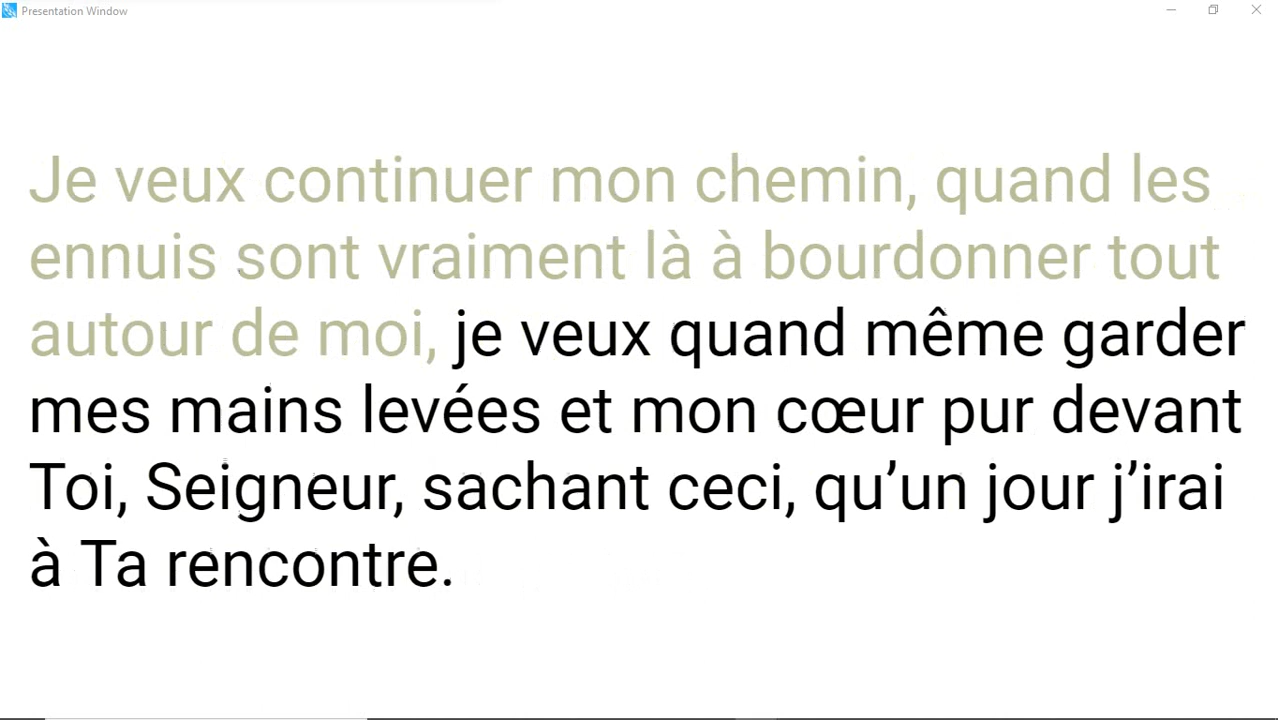 Presentation Window
Je veux continuer mon chemin, quand les
ennuis sont vraiment là à bourdonner tout
autour de moi, je veux quand même garder
mes mains levées et mon cœur pur devant
Toi, Seigneur, sachant ceci, qu’un jour j’irai
à Ta rencontre.